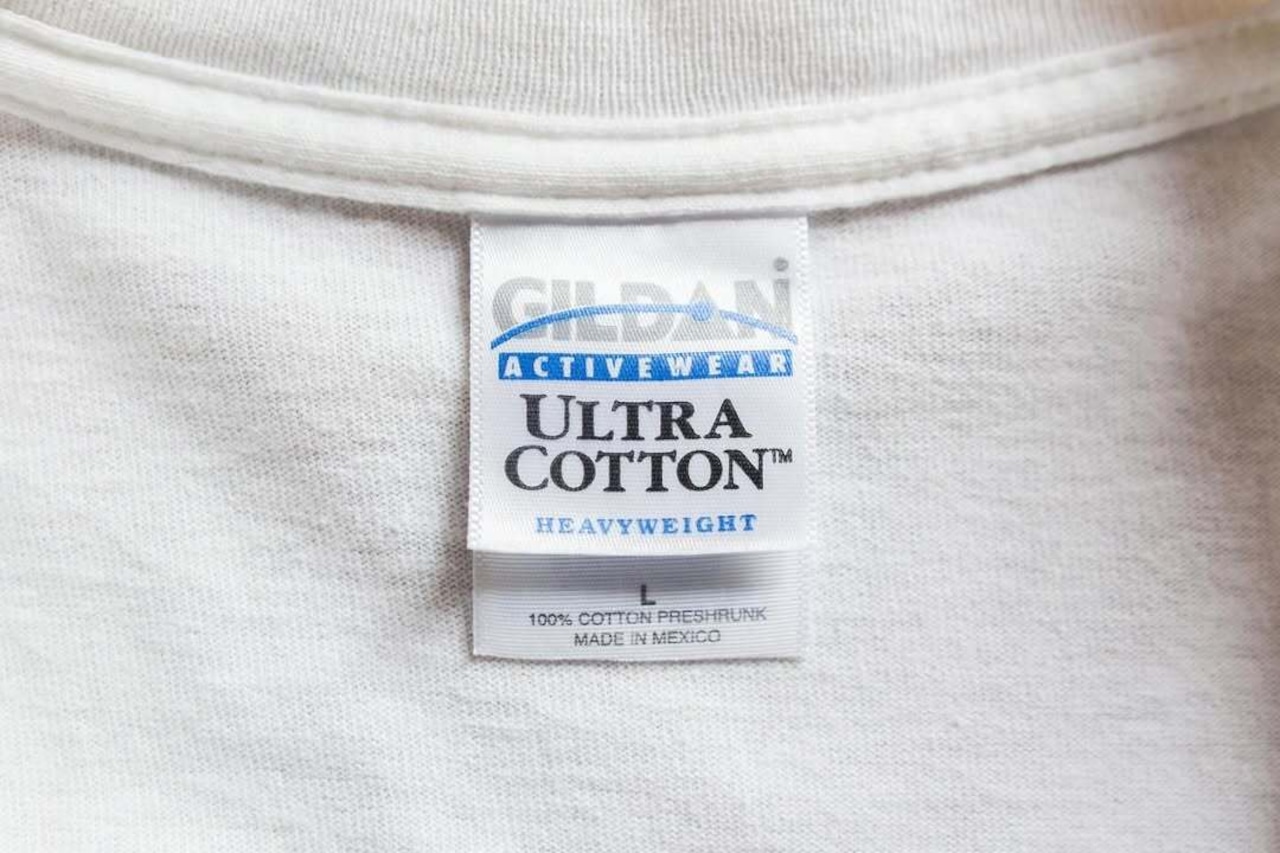 GILDAN®
ACTIVEWEAR
ULTRA
COTTON™
HEAVYWEIGHT
L
100% COTTON PRESHRUNK
MADE IN MEXICO